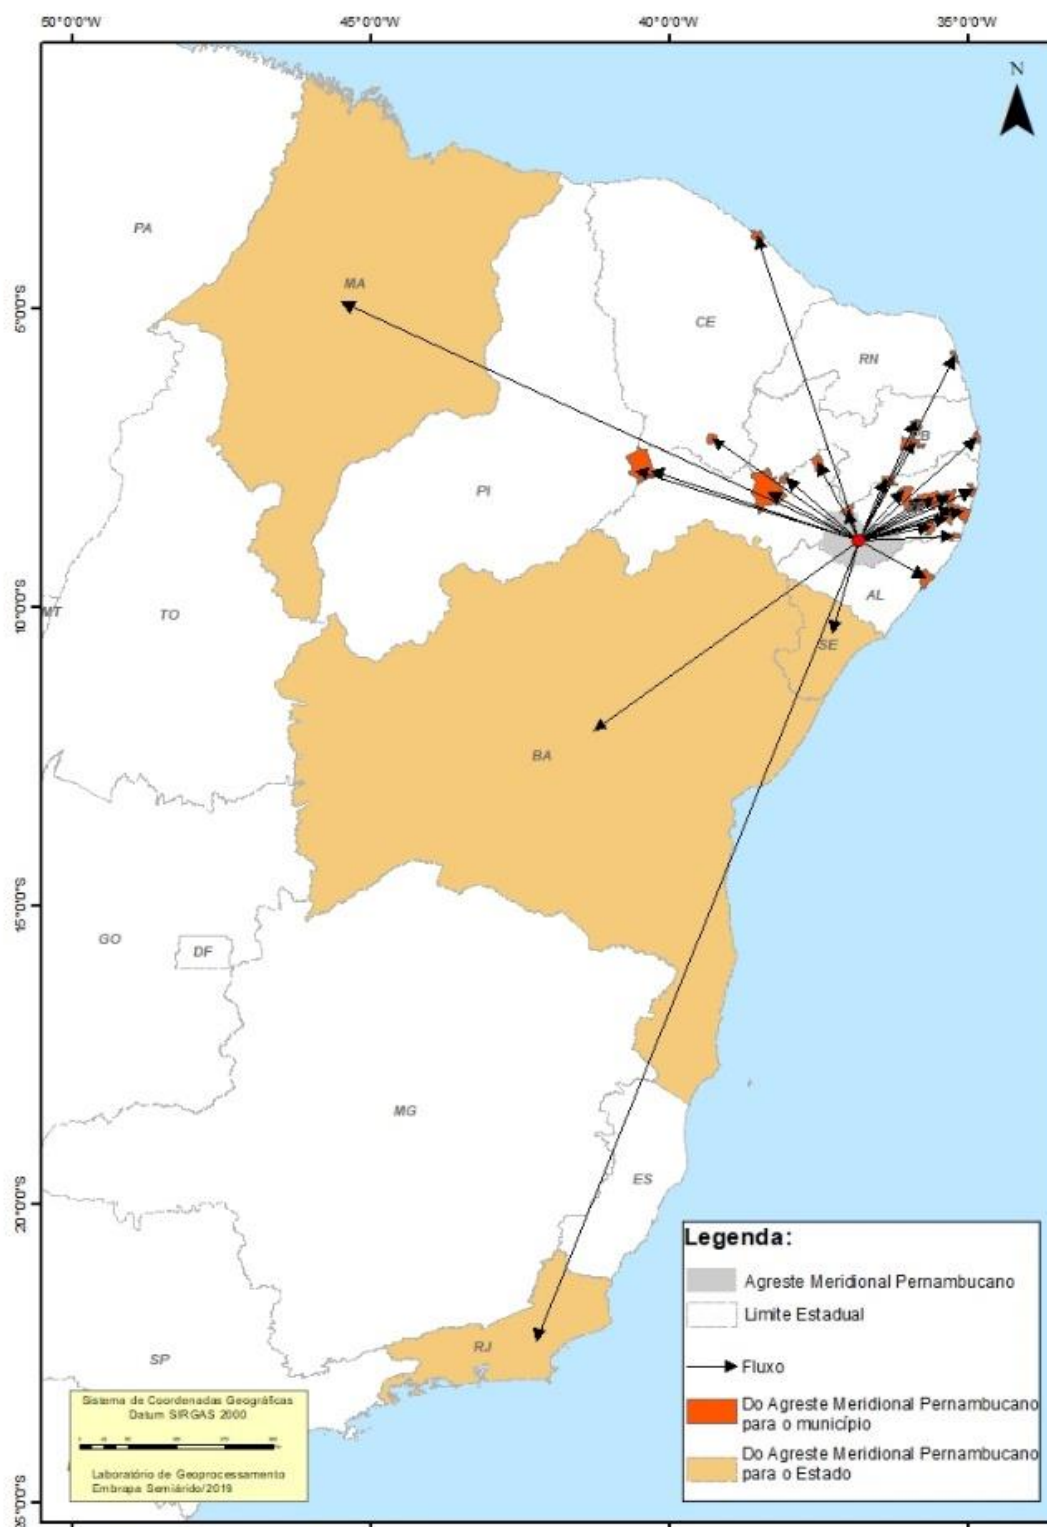 50°0'0"W 45°0'0"W 40°0'0"W 35°0'0"W
N
PA
MA
5°0'0"S
CE
RN
PB
PI
10°0'0"S
MT
TO
AL
SE
BA
15°0'0"S
GO
DF
MG
ES
20°0'0"S
RJ
SP
Legenda:
Agreste Meridional Pernambucano
Limite Estadual
Fluxo
Do Agreste Meridional Pernambucano
para o município
Do Agreste Meridional Pernambucano
para o Estado
Sistema de Coordenadas Geográficas
Datum SIRGAS 2000
Laboratório de Geoprocessamento
Embrapa Semiárido/2019